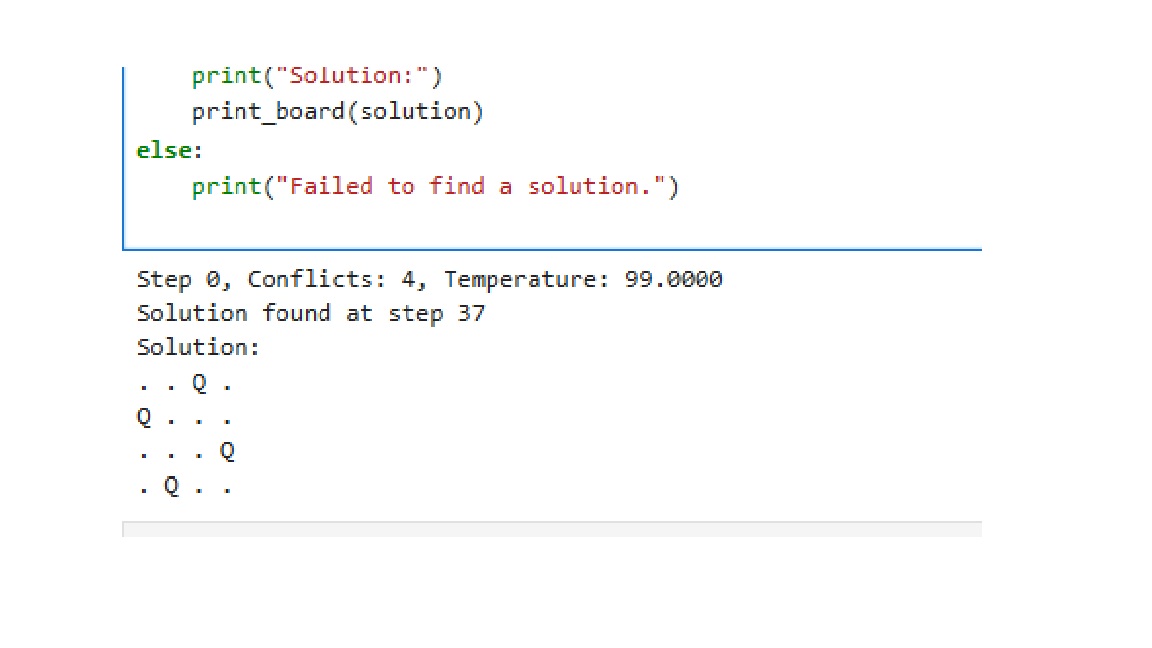 print("Solution:")
    print_board(solution)
else:
    print("Failed to find a solution.")
Step 0, Conflicts: 4, Temperature: 99.0000
Solution found at step 37
Solution:
. . Q .
Q . . .
. . . Q
. Q . .